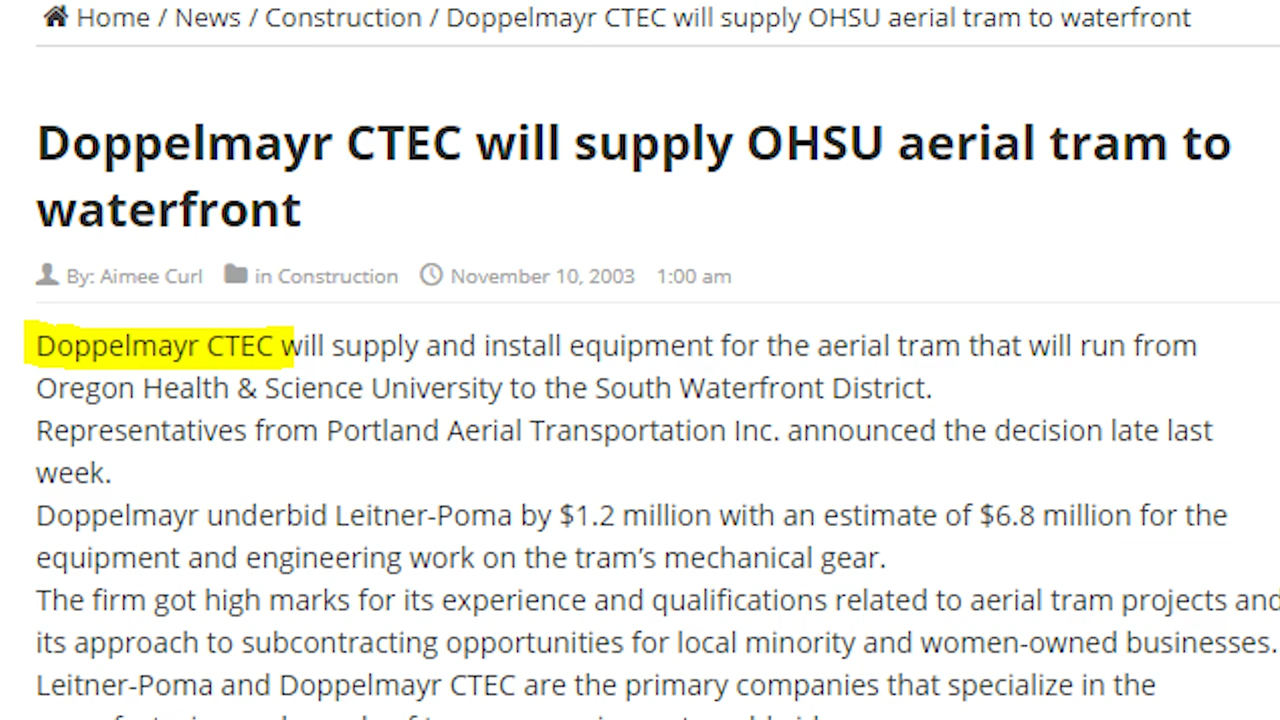 Home / News / Construction / Doppelmayr CTEC will supply OHSU aerial tram to waterfront
Doppelmayr CTEC will supply OHSU aerial tram to
waterfront
By: Aimee Curl in Construction November 10, 2003 1:00 am
Doppelmayr CTEC will supply and install equipment for the aerial tram that will run from
Oregon Health & Science University to the South Waterfront District.
Representatives from Portland Aerial Transportation Inc. announced the decision late last
week.
Doppelmayr underbid Leitner-Poma by $1.2 million with an estimate of $6.8 million for the
equipment and engineering work on the tram’s mechanical gear.
The firm got high marks for its experience and qualifications related to aerial tram projects and
its approach to subcontracting opportunities for local minority and women-owned businesses.
Leitner-Poma and Doppelmayr CTEC are the primary companies that specialize in the